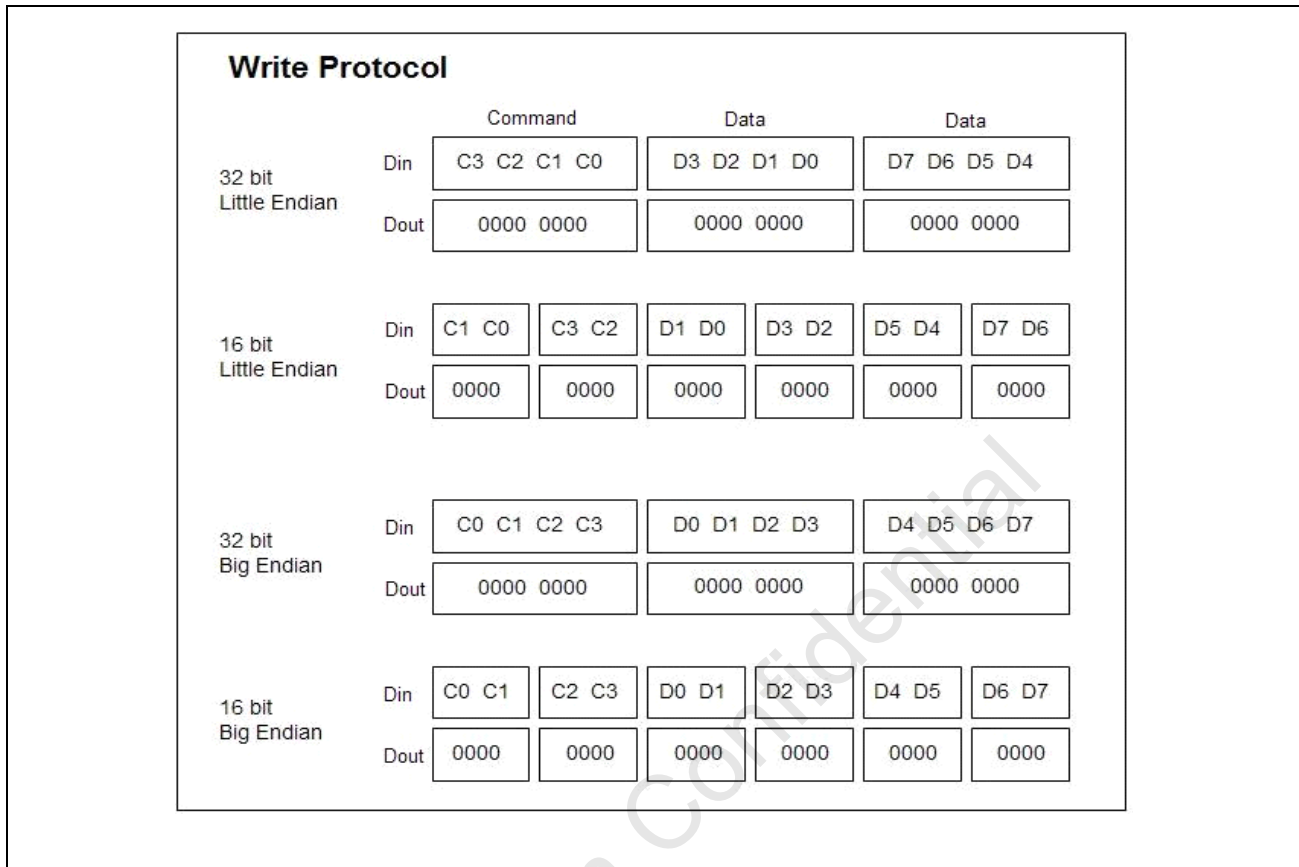 Write Protocol
Command Data Data
32 bit
Little Endian
Din C3 C2 C1 C0 D3 D2 D1 D0 D7 D6 D5 D4
Dout 0000 0000 0000 0000 0000 0000
16 bit
Little Endian
Din C1 C0 C3 C2 D1 D0 D3 D2 D5 D4 D7 D6
Dout 0000 0000 0000 0000 0000 0000
32 bit
Big Endian
Din C0 C1 C2 C3 D0 D1 D2 D3 D4 D5 D6 D7
Dout 0000 0000 0000 0000 0000 0000
16 bit
Big Endian
Din C0 C1 C2 C3 D0 D1 D2 D3 D4 D5 D6 D7
Dout 0000 0000 0000 0000 0000 0000
Confidential